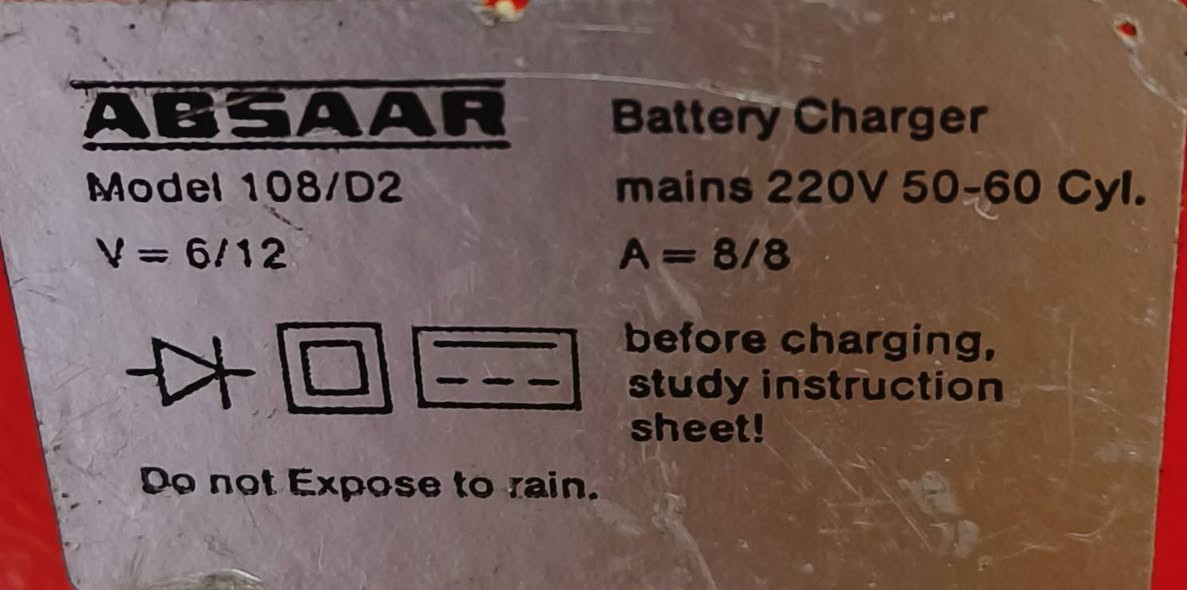 ABSAAR
Battery Charger
Model 108/D2
mains 220V 50-60 Cyl.
V = 6/12
A = 8/8
before charging,
study instruction
sheet!
Do not Expose to rain.